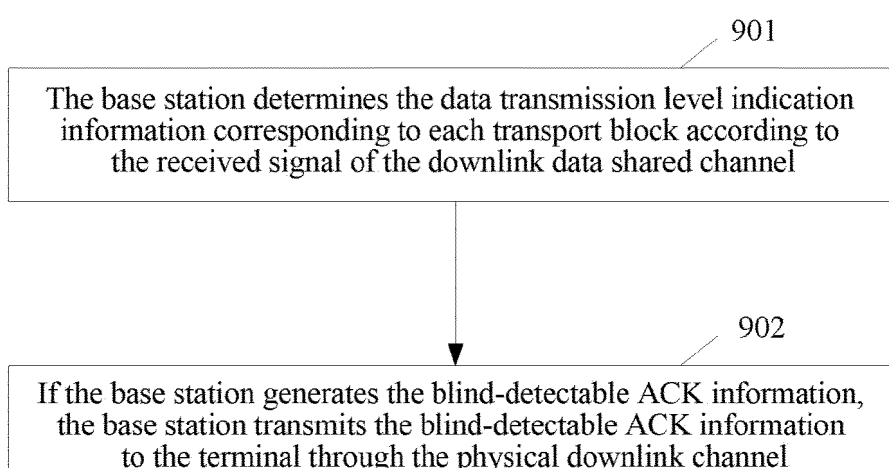 901
The base station determines the data transmission level indication
information corresponding to each transport block according to
the received signal of the downlink data shared channel
902
If the base station generates the blind-detectable ACK information,
the base station transmits the blind-detectable ACK information
to the terminal through the physical downlink channel